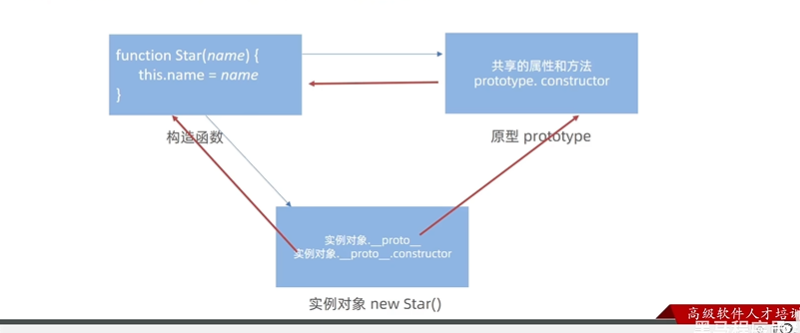 function Star(name) {
this.name = name
}
构造函数
共享的属性和方法
prototype. constructor
原型 prototype
实例对象.__proto__
实例对象.__proto__.constructor
实例对象 new Star()
高级软件人才培训